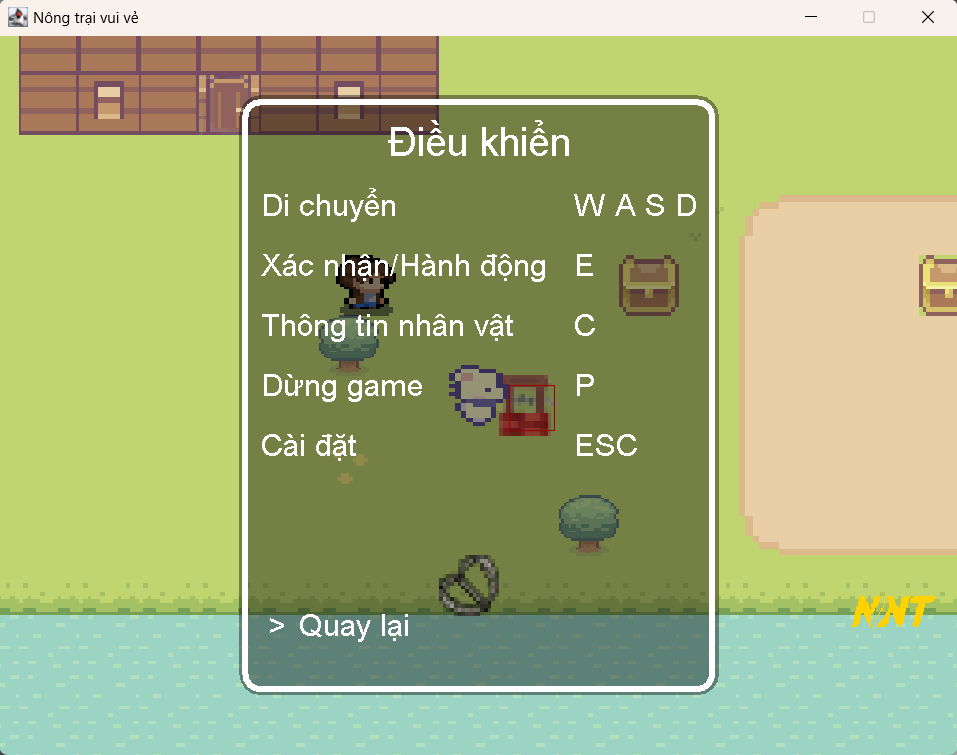 Nông trại vui vẻ
Điều khiển
Di chuyển W A S D
Xác nhận/Hành động E
Thông tin nhân vật C
Dừng game P
Cài đặt ESC
NNT
> Quay lại